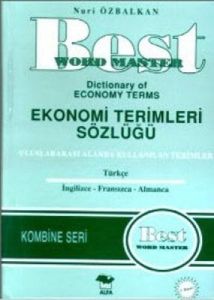 Nuri ÖZBALKAN
Best
WORD MASTER
Dictionary of
ECONOMY TERMS
EKONOMİ TERİMLERİ
SÖZLÜĞÜ
ULUSLARARASI ALANDA KULLANILAN TERİMLER
Türkçe
İngilizce - Fransızca - Almanca
KOMBİNE SERİ
Best
WORD MASTER
ALFA